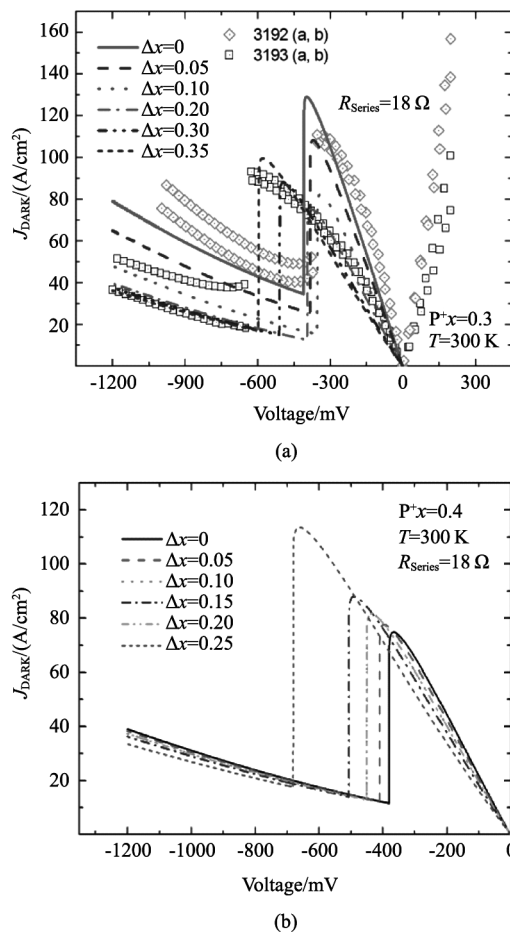 160
140
120
100
80
60
40
20
J_DARK/(A/cm²)
Δx=0
Δx=0.05
Δx=0.10
Δx=0.20
Δx=0.30
Δx=0.35
3192 (a, b)
3193 (a, b)
R_Series=18 Ω
P⁺x=0.3
T=300 K
-1200 -900 -600 -300 0 300
Voltage/mV
(a)
120
100
80
60
40
20
J_DARK/(A/cm²)
Δx=0
Δx=0.05
Δx=0.10
Δx=0.15
Δx=0.20
Δx=0.25
P⁺x=0.4
T=300 K
R_Series=18 Ω
-1200 -1000 -800 -600 -400 -200 0
Voltage/mV
(b)